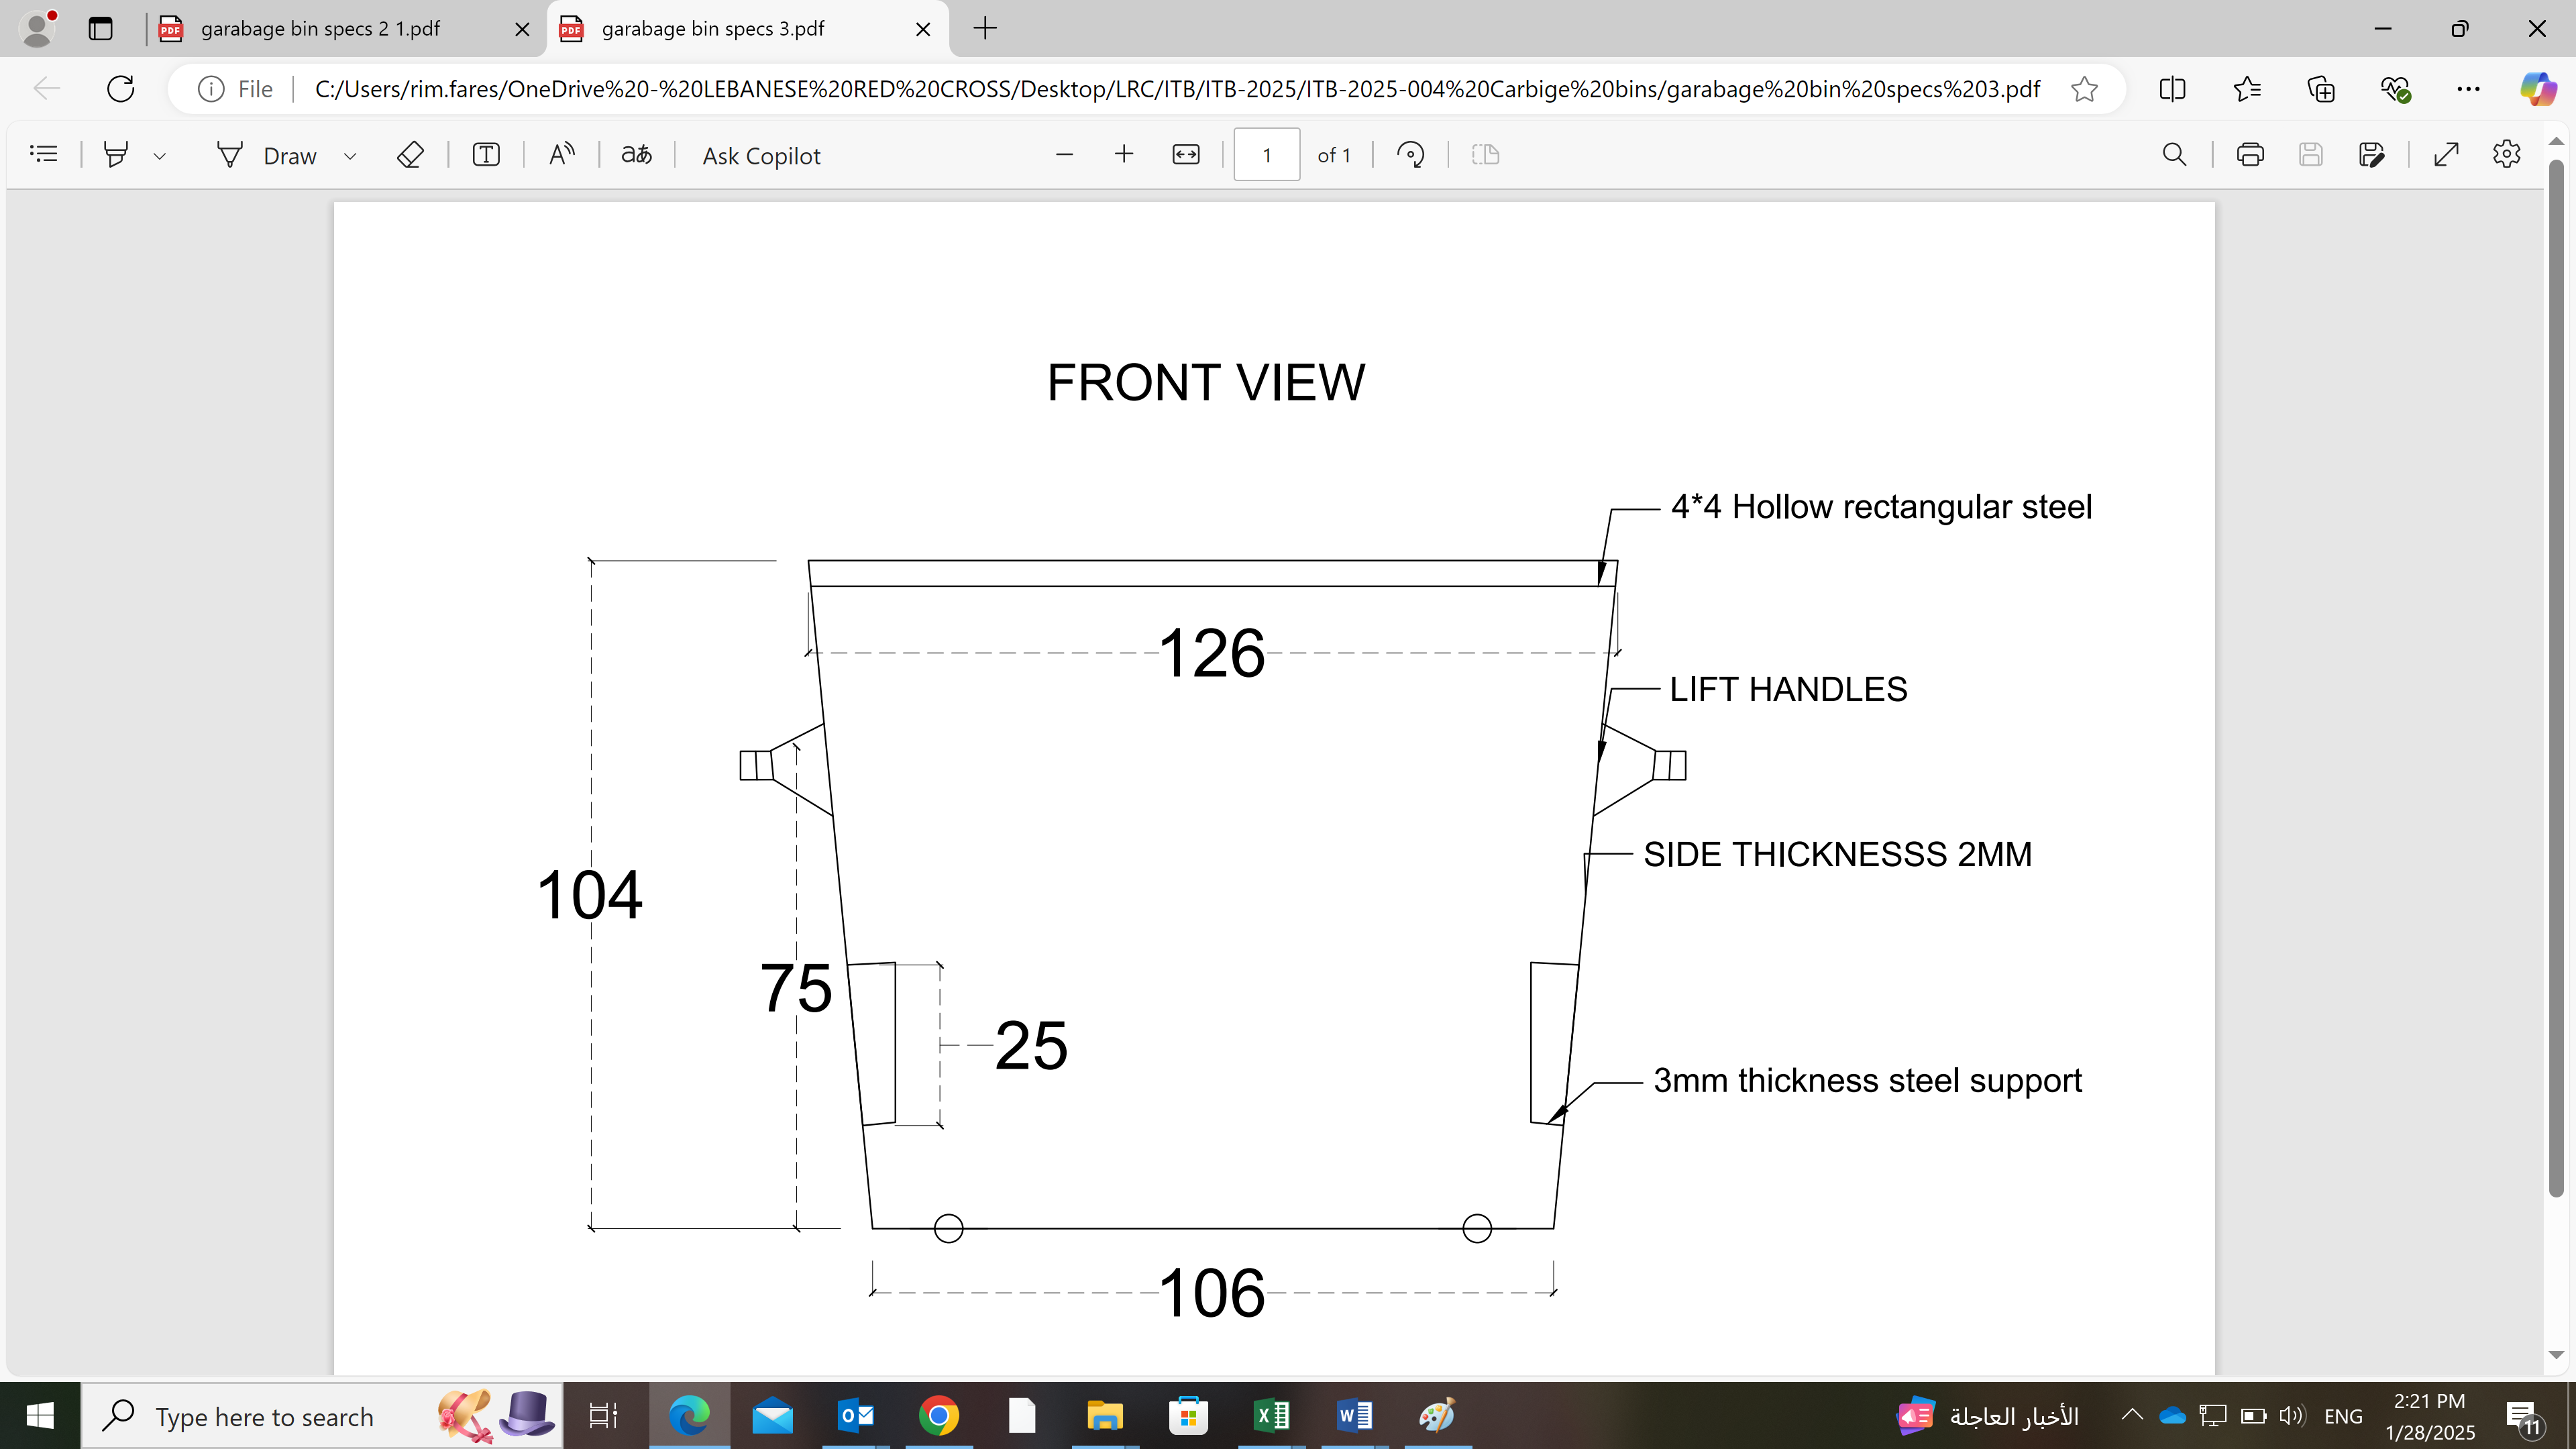 garabage bin specs 2 1.pdf
garabage bin specs 3.pdf
File
C:/Users/rim.fares/OneDrive%20-%20LEBANESE%20RED%20CROSS/Desktop/LRC/ITB/ITB-2025/ITB-2025-004%20Carbige%20bins/garabage%20bin%20specs%203.pdf
Draw
aあ
Ask Copilot
1 of 1
FRONT VIEW
4*4 Hollow rectangular steel
126
LIFT HANDLES
SIDE THICKNESSS 2MM
104
75
25
3mm thickness steel support
106
Type here to search
الأخبار العاجلة
ENG
2:21 PM
1/28/2025
11